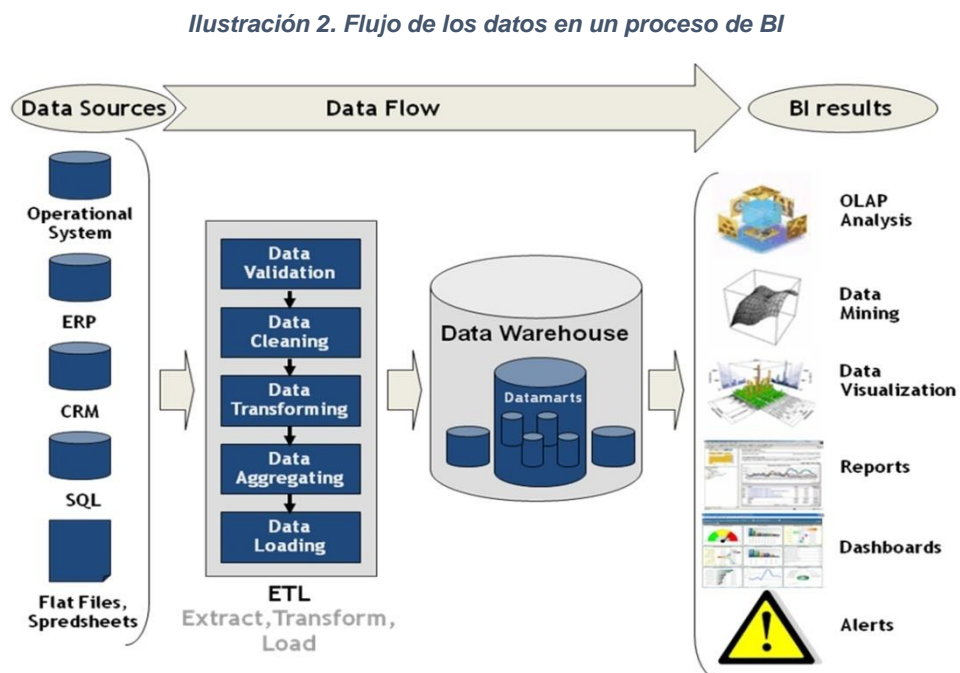 Ilustración 2. Flujo de los datos en un proceso de BI
Data Sources
Data Flow
BI results
Operational
System
ERP
CRM
SQL
Flat Files,
Spredsheets
Data
Validation
Data
Cleaning
Data
Transforming
Data
Aggregating
Data
Loading
ETL
Extract,Transform,
Load
Data Warehouse
Datamarts
OLAP
Analysis
Data
Mining
Data
Visualization
Reports
Dashboards
Alerts